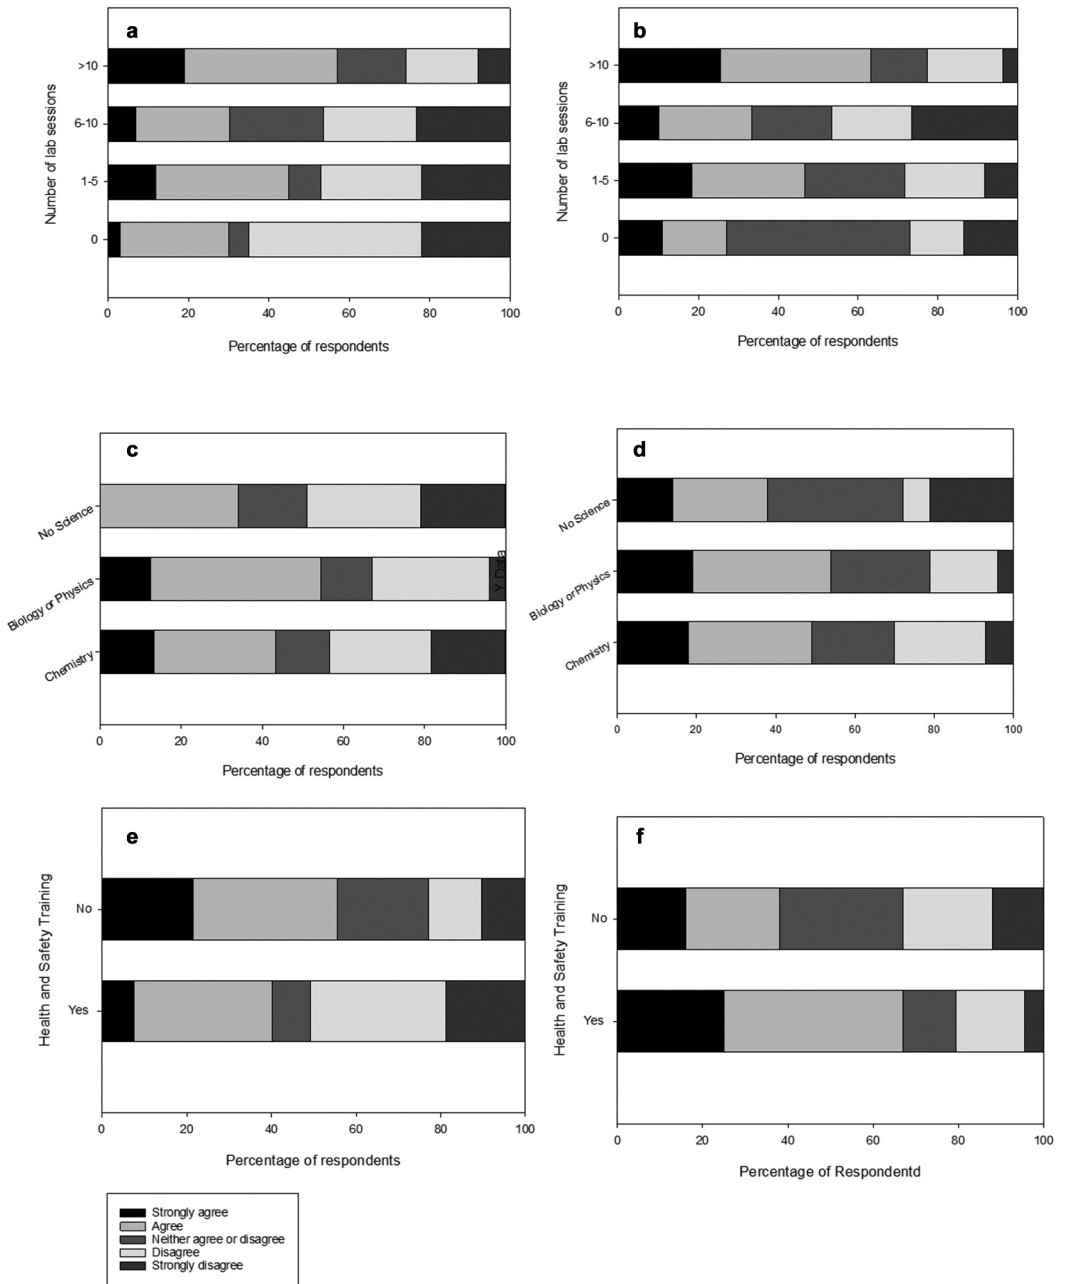 a
Number of lab sessions
>10
6-10
1-5
0
0 20 40 60 80 100
Percentage of respondents
b
Number of lab sessions
>10
6-10
1-5
0
0 20 40 60 80 100
Percentage of respondents
c
No Science
Biology or Physics
Chemistry
Y Data
0 20 40 60 80 100
Percentage of respondents
d
No Science
Biology or Physics
Chemistry
0 20 40 60 80 100
Percentage of respondents
e
Health and Safety Training
No
Yes
0 20 40 60 80 100
Percentage of respondents
f
Health and Safety Training
No
Yes
0 20 40 60 80 100
Percentage of Respondentd
Strongly agree
Agree
Neither agree or disagree
Disagree
Strongly disagree